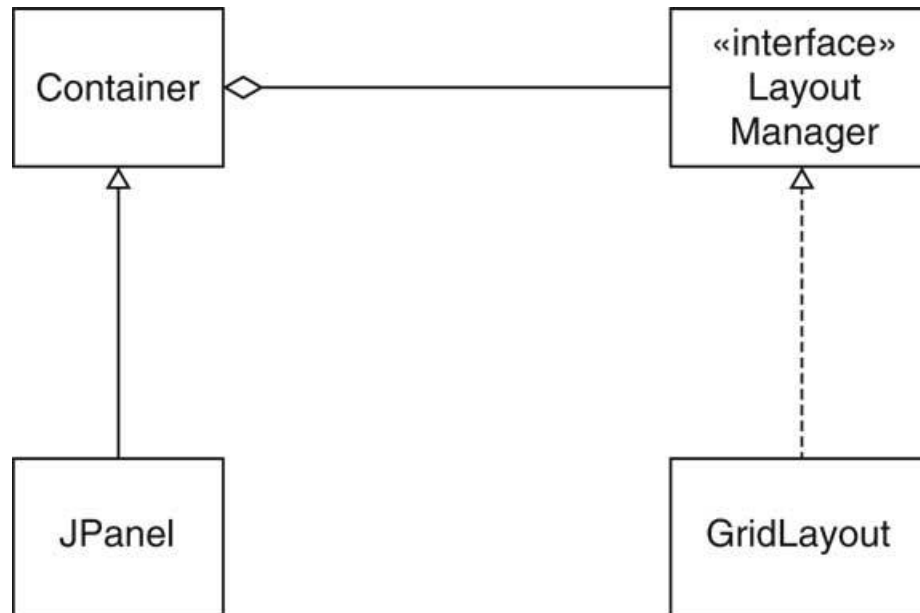 Container
«interface»
Layout
Manager
JPanel
GridLayout